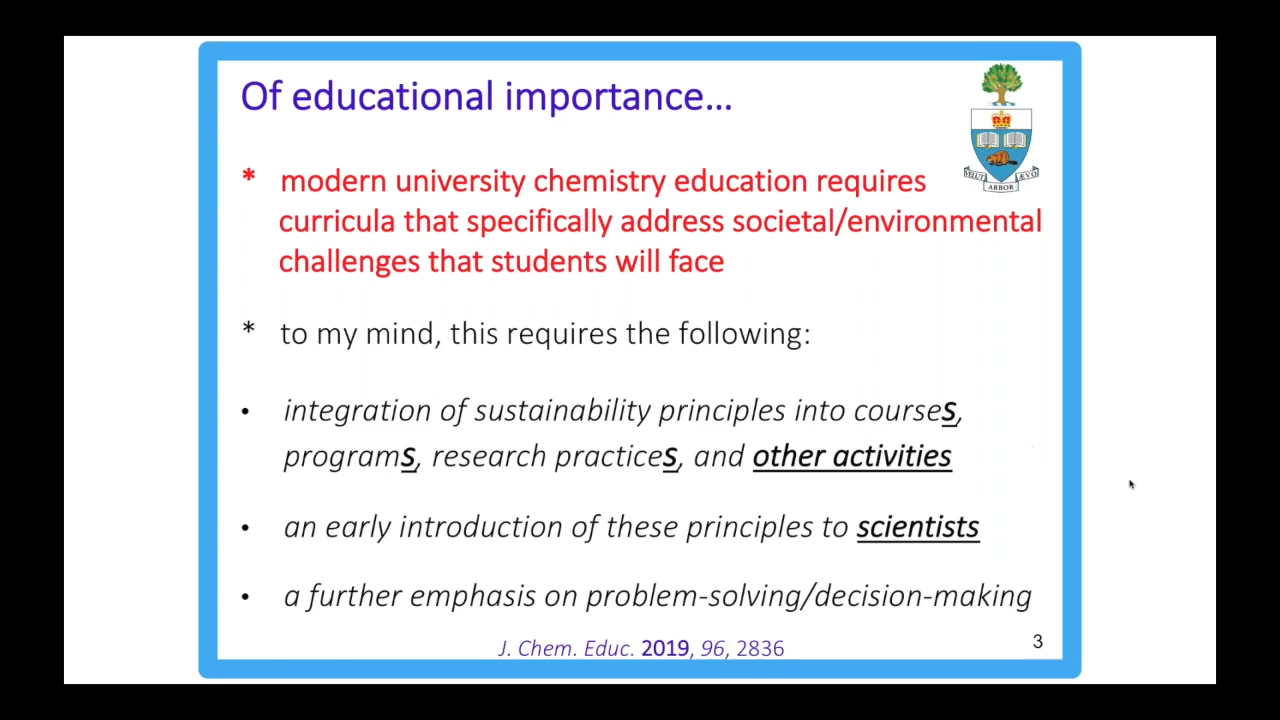 Of educational importance...
* modern university chemistry education requires
curricula that specifically address societal/environmental
challenges that students will face
* to my mind, this requires the following:
• integration of sustainability principles into courses,
programs, research practices, and other activities
• an early introduction of these principles to scientists
• a further emphasis on problem-solving/decision-making
J. Chem. Educ. 2019, 96, 2836
3
VELUT ARBOR ÆVO